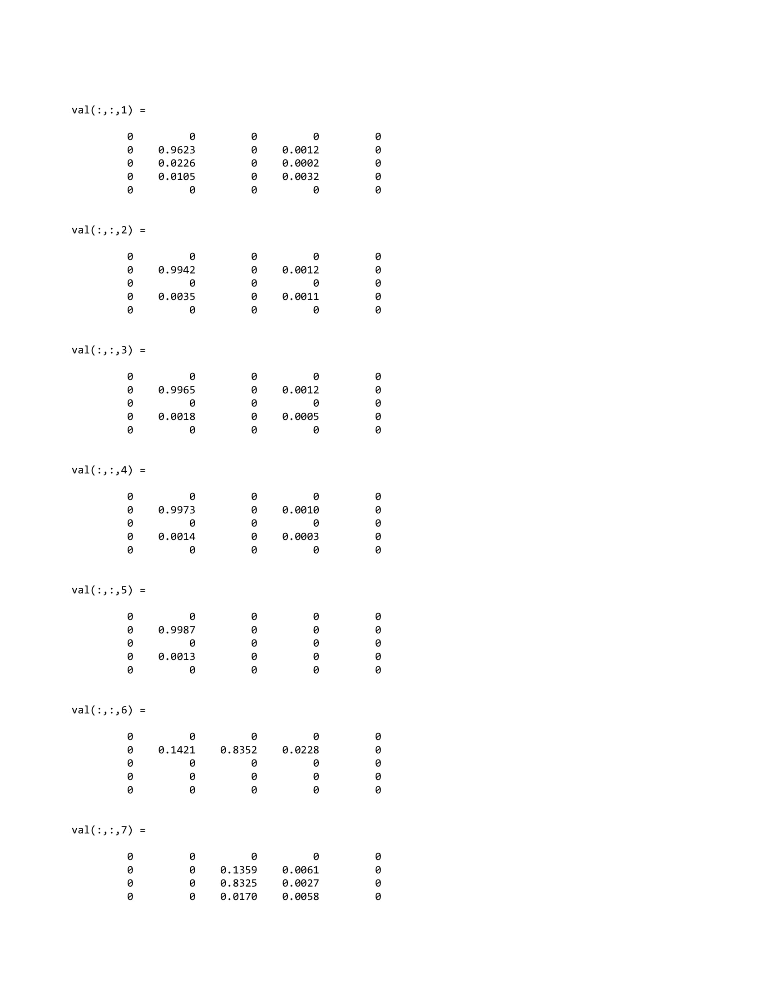 val(:,:,1) =
0 0 0 0 0
0 0.9623 0 0.0012 0
0 0.0226 0 0.0002 0
0 0.0105 0 0.0032 0
0 0 0 0 0
val(:,:,2) =
0 0 0 0 0
0 0.9942 0 0.0012 0
0 0 0 0 0
0 0.0035 0 0.0011 0
0 0 0 0 0
val(:,:,3) =
0 0 0 0 0
0 0.9965 0 0.0012 0
0 0 0 0 0
0 0.0018 0 0.0005 0
0 0 0 0 0
val(:,:,4) =
0 0 0 0 0
0 0.9973 0 0.0010 0
0 0 0 0 0
0 0.0014 0 0.0003 0
0 0 0 0 0
val(:,:,5) =
0 0 0 0 0
0 0.9987 0 0 0
0 0 0 0 0
0 0.0013 0 0 0
0 0 0 0 0
val(:,:,6) =
0 0 0 0 0
0 0.1421 0.8352 0.0228 0
0 0 0 0 0
0 0 0 0 0
0 0 0 0 0
val(:,:,7) =
0 0 0 0 0
0 0 0.1359 0.0061 0
0 0 0.8325 0.0027 0
0 0 0.0170 0.0058 0